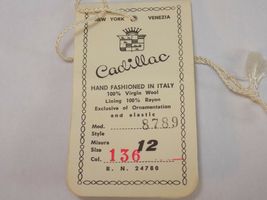 NEW YORK VENEZIA
Cadillac
HAND FASHIONED IN ITALY
100% Virgin Wool
Lining 100% Rayon
Exclusive of Ornamentation
and elastic
Mod. 8789
Style
Misura 12
Size
Col. 136
R. N. 24780